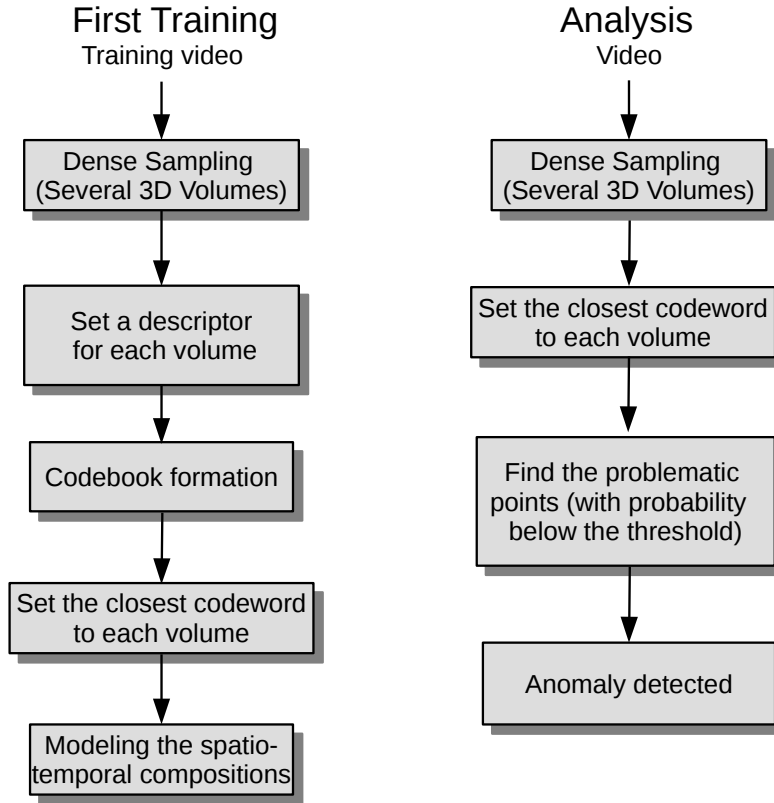 First Training
Training video
Dense Sampling
(Several 3D Volumes)
Set a descriptor
for each volume
Codebook formation
Set the closest codeword
to each volume
Modeling the spatio-
temporal compositions
Analysis
Video
Dense Sampling
(Several 3D Volumes)
Set the closest codeword
to each volume
Find the problematic
points (with probability
below the threshold)
Anomaly detected